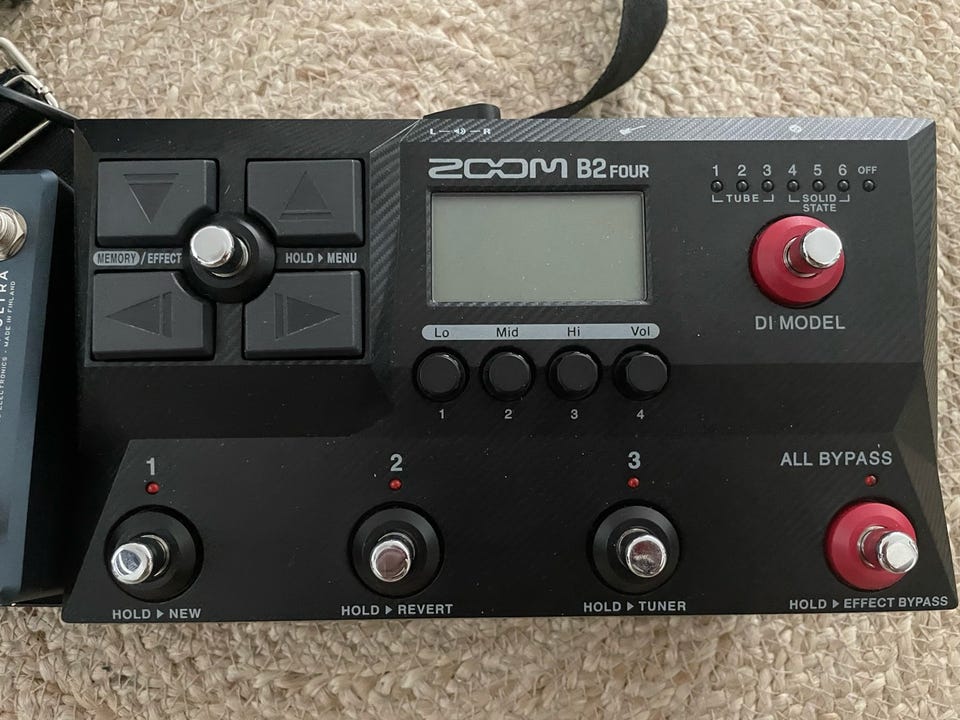 L R
ZOOM B2 FOUR
1 2 3 4 5 6 OFF
TUBE SOLID STATE
MEMORY / EFFECT HOLD ▶ MENU
DI MODEL
Lo Mid Hi Vol
1 2 3 4
1 2 3 ALL BYPASS
HOLD ▶ NEW HOLD ▶ REVERT HOLD ▶ TUNER HOLD ▶ EFFECT BYPASS
ELECTRONICS - MADE IN FINLAND